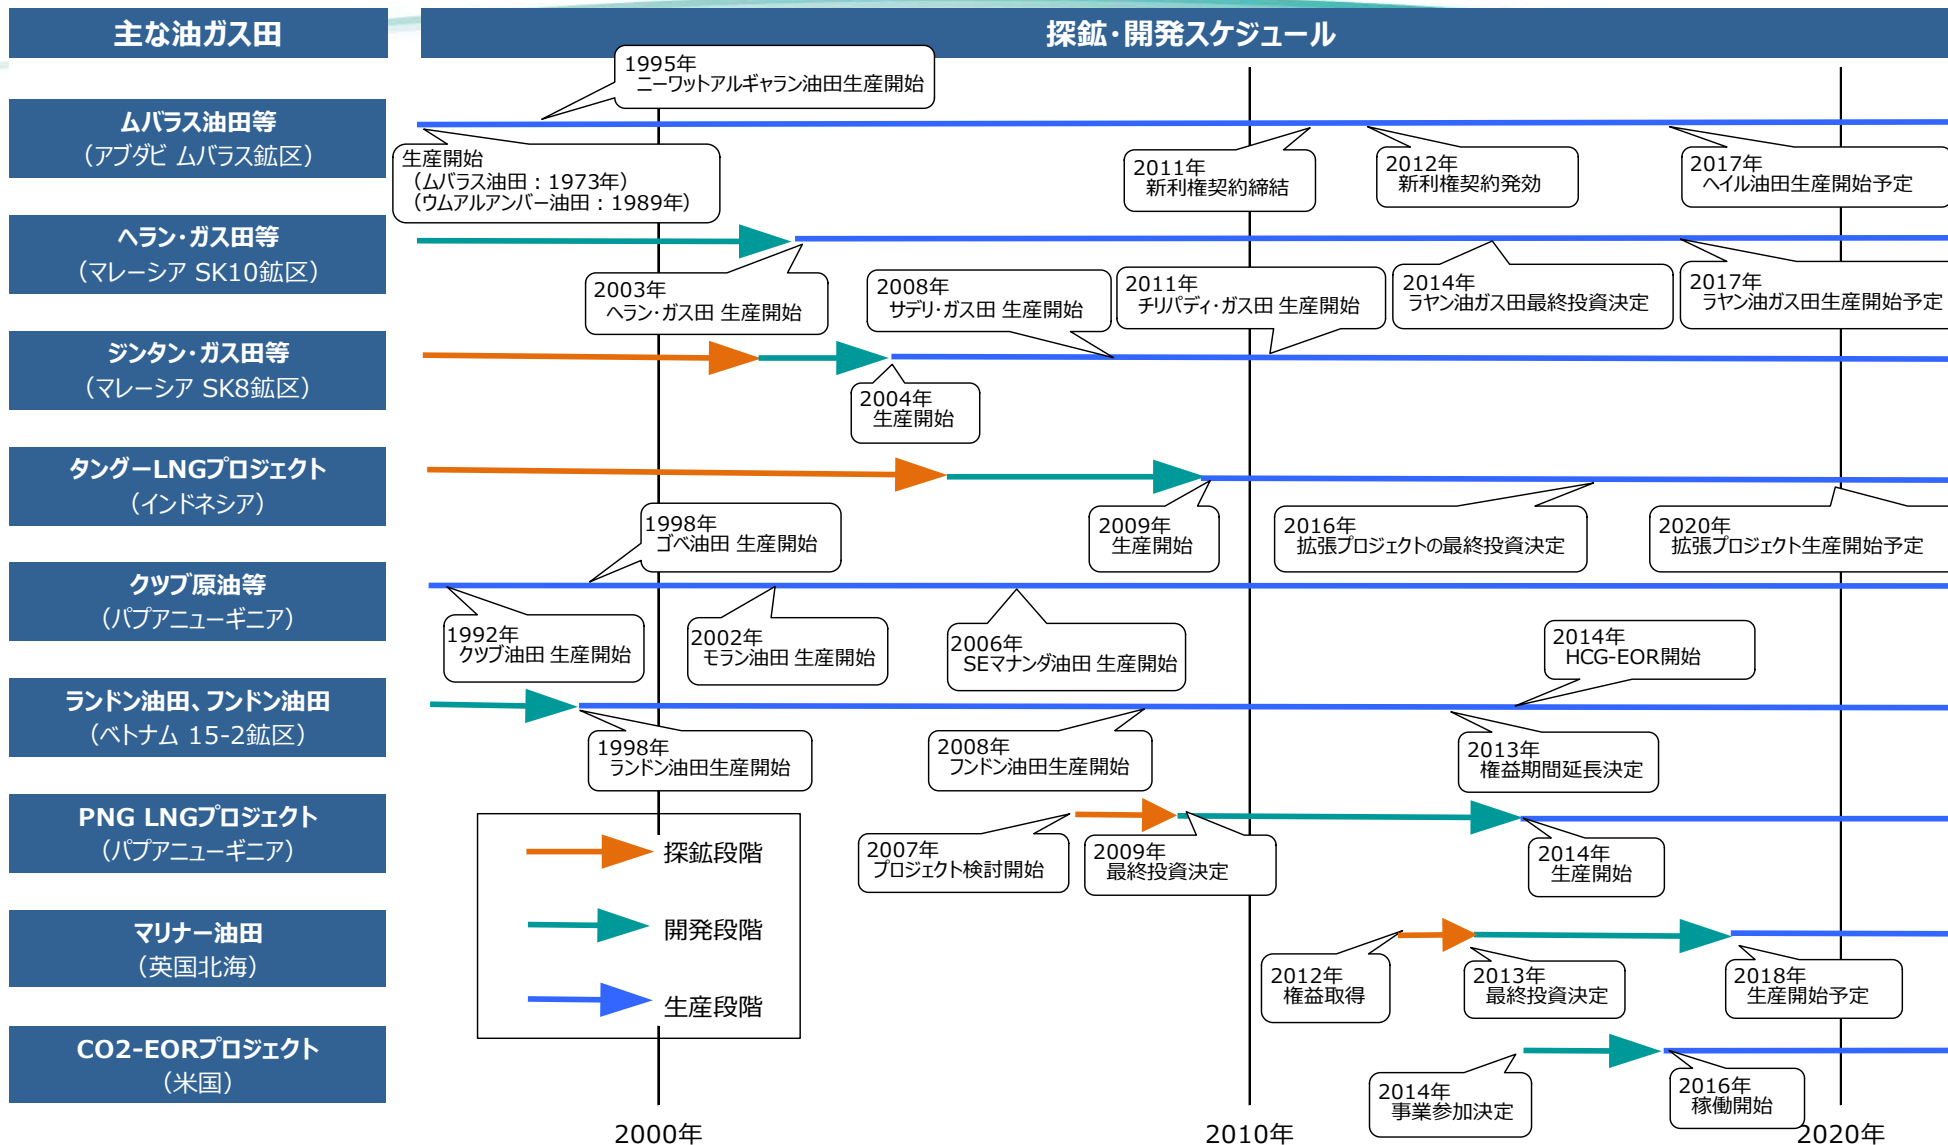 主な油ガス田
探鉱・開発スケジュール
1995年
ニーワットアルギャラン油田生産開始
ムバラス油田等
（アブダビ ムバラス鉱区）
生産開始
（ムバラス油田：1973年）
（ウムアルアンバー油田：1989年）
2011年
新利権契約締結
2012年
新利権契約発効
2017年
ヘイル油田生産開始予定
ヘラン・ガス田等
（マレーシア SK10鉱区）
2003年
ヘラン・ガス田 生産開始
2008年
サデリ・ガス田 生産開始
2011年
チリパディ・ガス田 生産開始
2014年
ラヤン油ガス田最終投資決定
2017年
ラヤン油ガス田生産開始予定
ジンタン・ガス田等
（マレーシア SK8鉱区）
2004年
生産開始
タングーLNGプロジェクト
（インドネシア）
1998年
ゴベ油田 生産開始
2009年
生産開始
2016年
拡張プロジェクトの最終投資決定
2020年
拡張プロジェクト生産開始予定
クツブ原油等
（パプアニューギニア）
1992年
クツブ油田 生産開始
2002年
モラン油田 生産開始
2006年
SEマナンダ油田 生産開始
2014年
HCG-EOR開始
ランドン油田、フンドン油田
（ベトナム 15-2鉱区）
1998年
ランドン油田生産開始
2008年
フンドン油田生産開始
2013年
権益期間延長決定
PNG LNGプロジェクト
（パプアニューギニア）
2007年
プロジェクト検討開始
2009年
最終投資決定
2014年
生産開始
探鉱段階
開発段階
生産段階
マリナー油田
（英国北海）
2012年
権益取得
2013年
最終投資決定
2018年
生産開始予定
CO2-EORプロジェクト
（米国）
2014年
事業参加決定
2016年
稼働開始
2000年
2010年
2020年